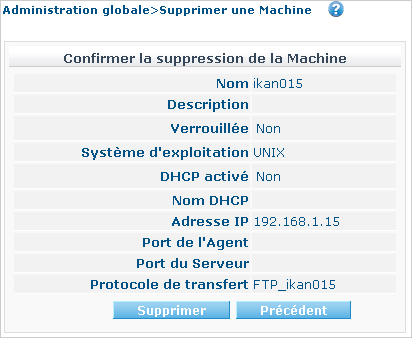 Administration globale>Supprimer une Machine ?
Confirmer la suppression de la Machine
Nom ikan015
Description
Verrouillée Non
Système d'exploitation UNIX
DHCP activé Non
Nom DHCP
Adresse IP 192.168.1.15
Port de l'Agent
Port du Serveur
Protocole de transfert FTP_ikan015
Supprimer Précédent